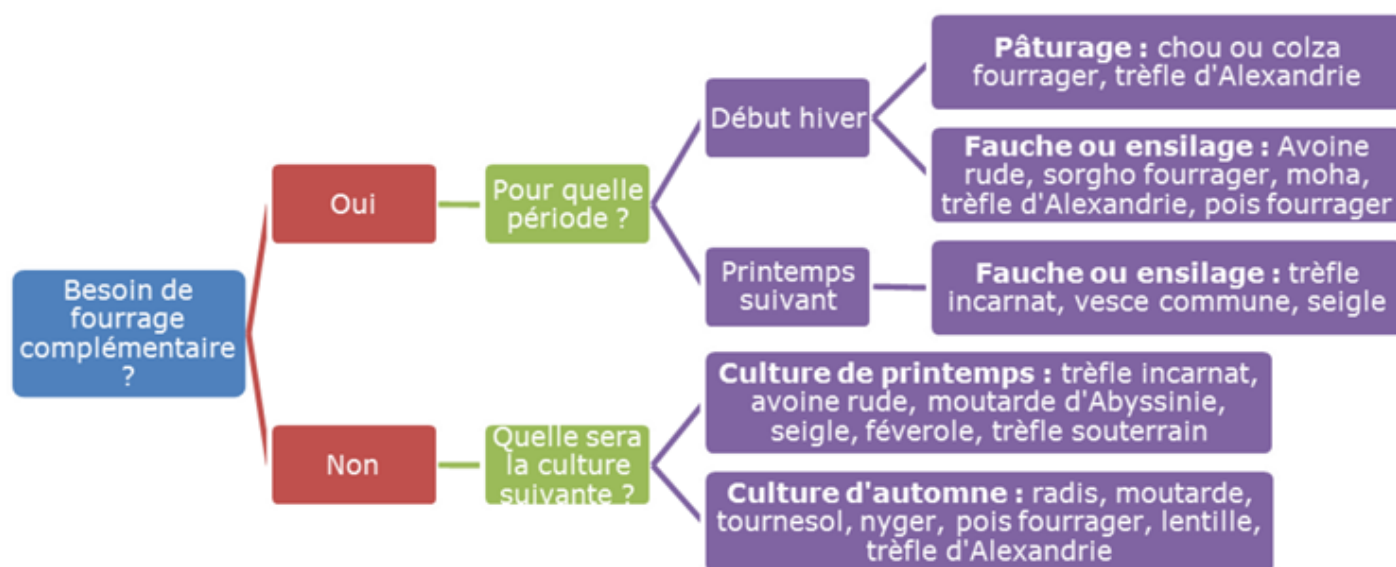 Besoin de
fourrage
complémentaire
?
Oui
Pour quelle
période ?
Début hiver
Pâturage : chou ou colza
fourrager, trèfle d'Alexandrie
Fauche ou ensilage : Avoine
rude, sorgho fourrager, moha,
trèfle d'Alexandrie, pois fourrager
Printemps
suivant
Fauche ou ensilage : trèfle
incarnat, vesce commune, seigle
Non
Quelle sera
la culture
suivante ?
Culture de printemps : trèfle incarnat,
avoine rude, moutarde d'Abyssinie,
seigle, féverole, trèfle souterrain
Culture d'automne : radis, moutarde,
tournesol, nyger, pois fourrager, lentille,
trèfle d'Alexandrie